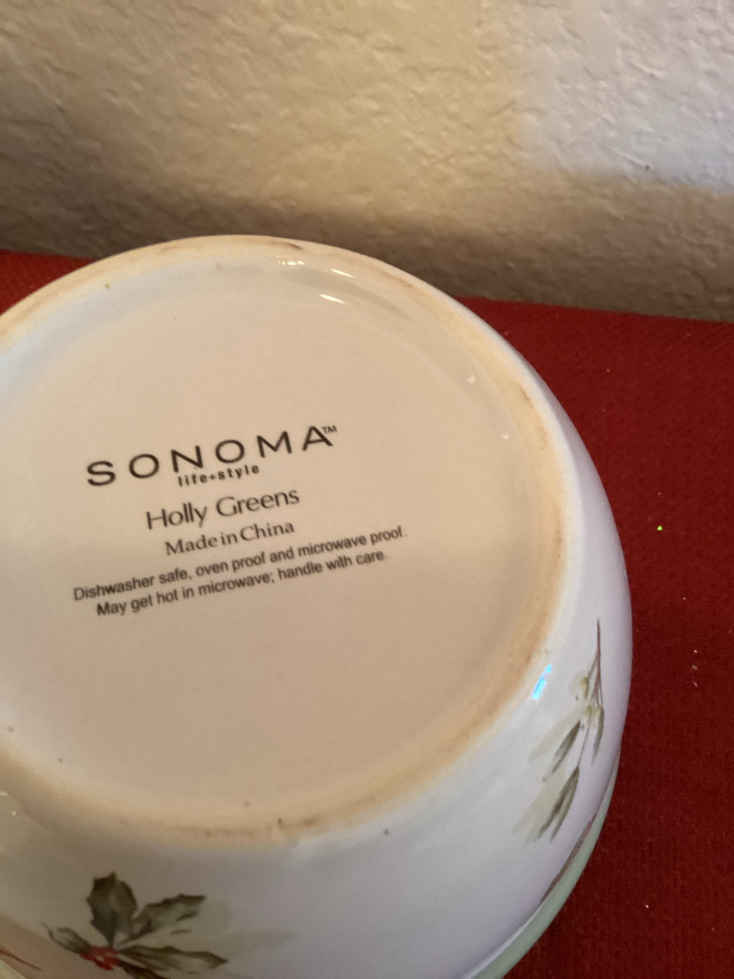 SONOMA™
life+style
Holly Greens
Made in China
Dishwasher safe, oven proof and microwave proof.
May get hot in microwave; handle with care.